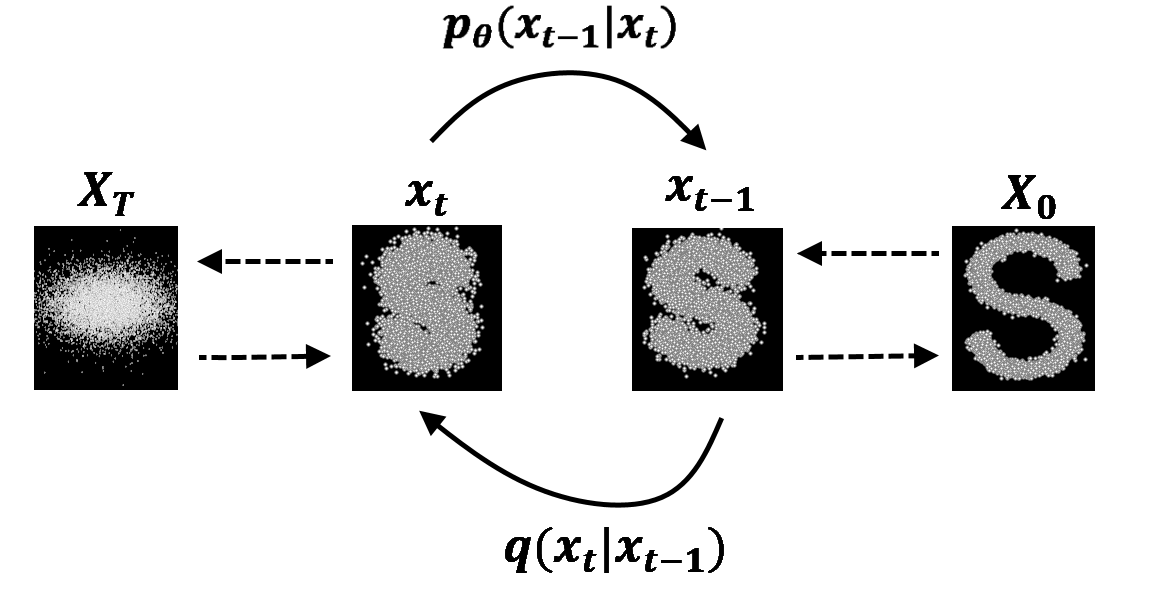 p_θ(x_{t−1}|x_t)
X_T
x_t
x_{t−1}
X_0
q(x_t|x_{t−1})